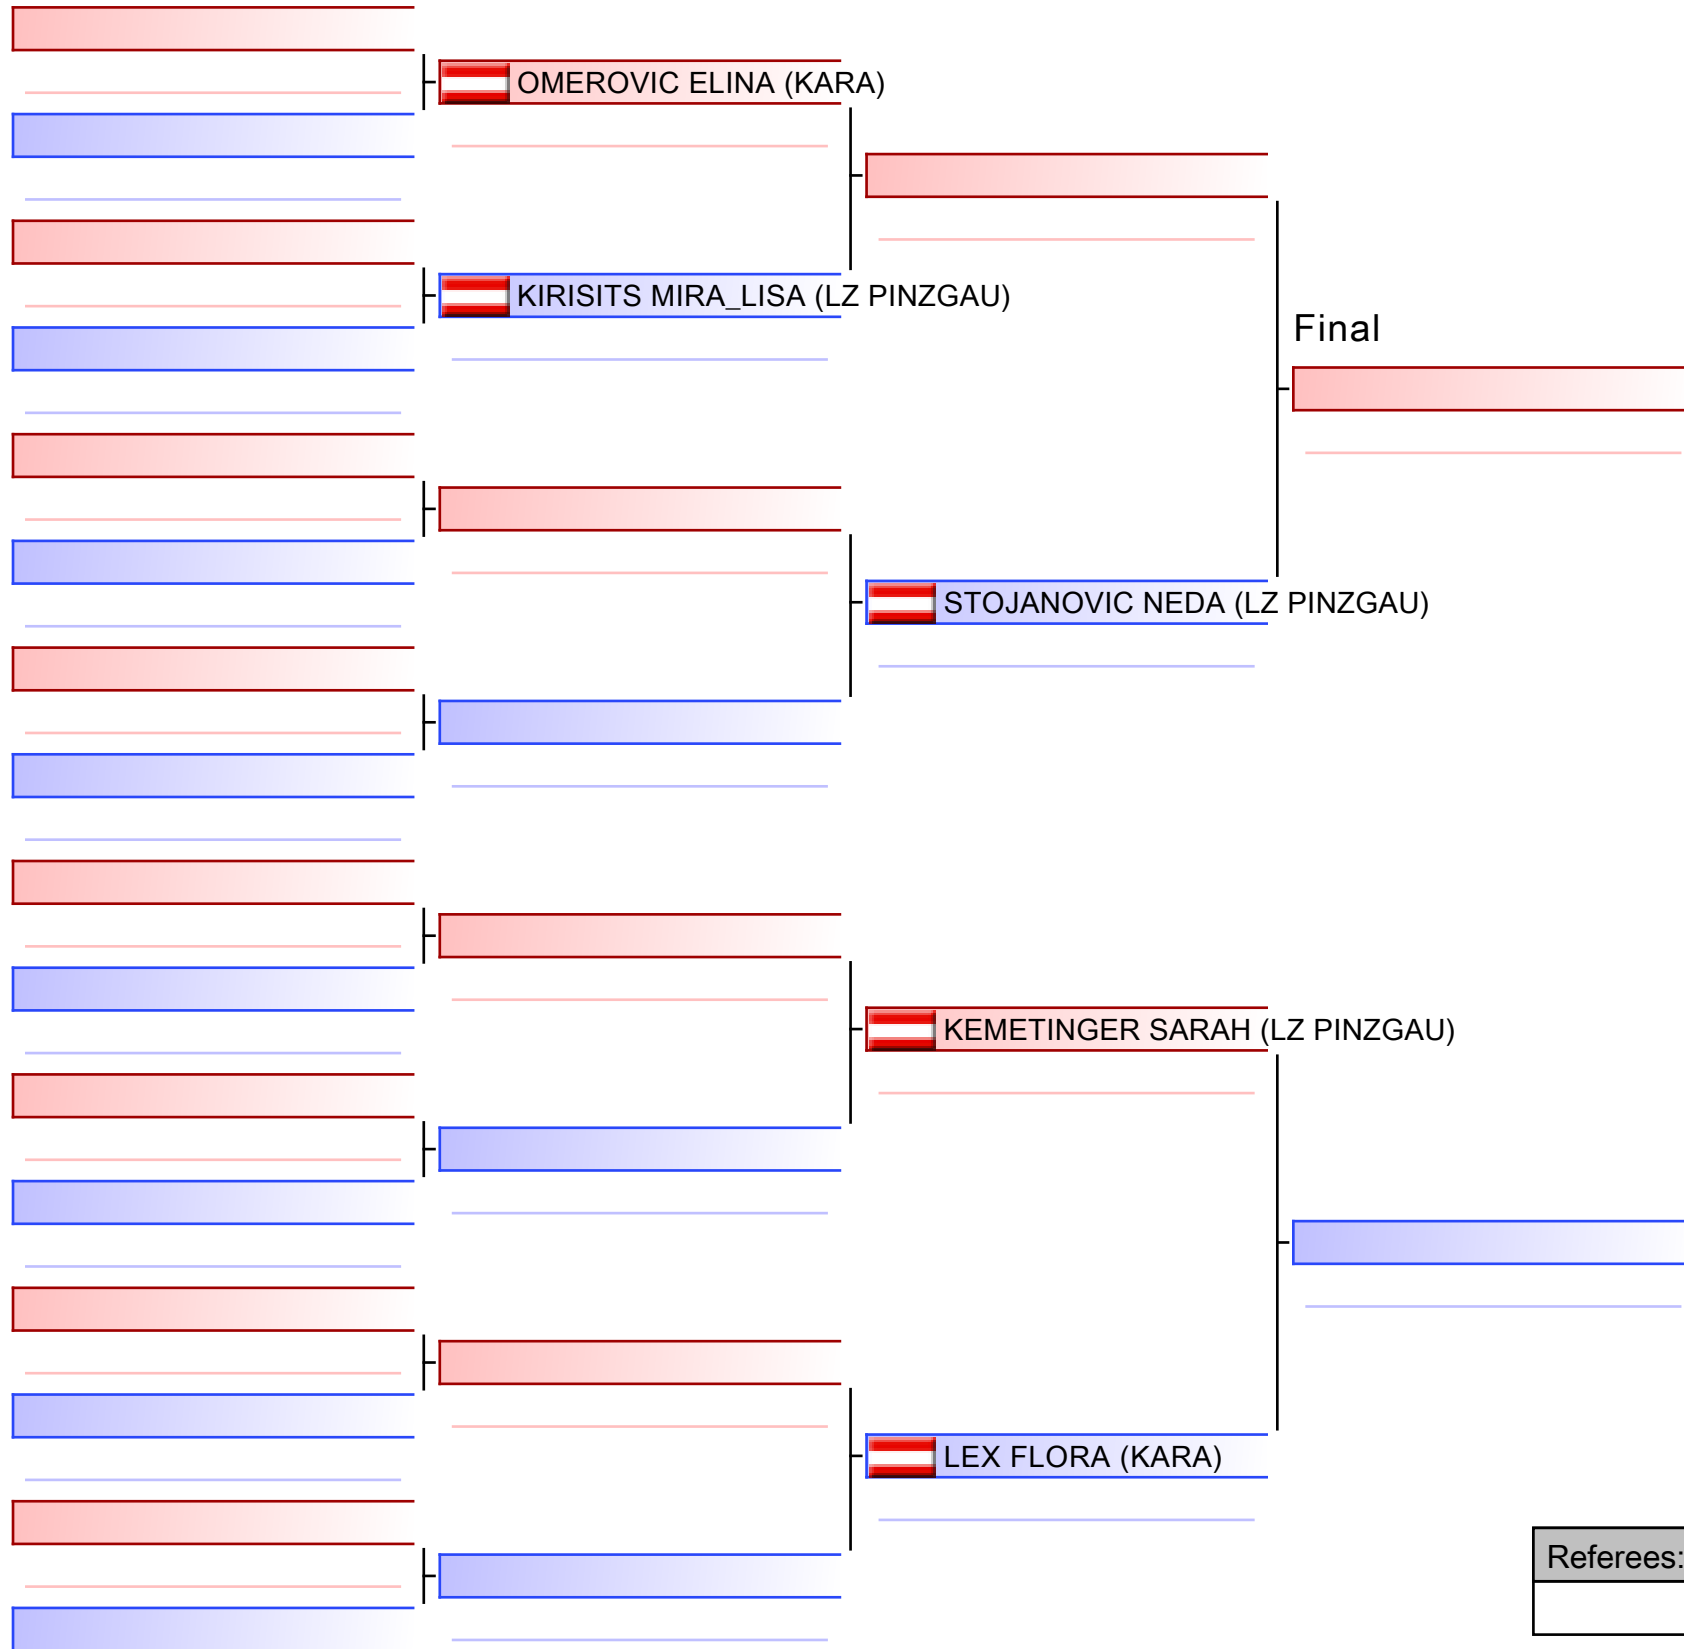 OMEROVIC ELINA (KARA)
KIRISITS MIRA_LISA (LZ PINZGAU)
Final
STOJANOVIC NEDA (LZ PINZGAU)
KEMETINGER SARAH (LZ PINZGAU)
LEX FLORA (KARA)
Referees: